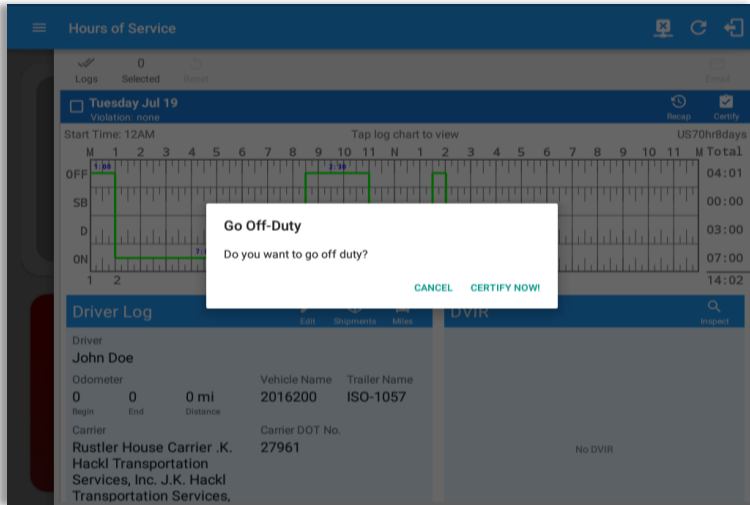 Hours of Service
0
Logs Selected Reset Email
Tuesday Jul 19
Violation: none
Recap Certify
Start Time: 12AM Tap log chart to view US70hr8days
M 1 2 3 4 5 6 7 8 9 10 11 N 1 2 3 4 5 6 7 8 9 10 11 M Total
1:00 2:30
OFF 04:01
SB 00:00
D 03:00
ON 07:00
1 2 14:02
Go Off-Duty
Do you want to go off duty?
CANCEL CERTIFY NOW!
Driver Log
Edit Shipments Miles
DVIR
Inspect
Driver
John Doe
Odometer Vehicle Name Trailer Name
0 0 0 mi 2016200 ISO-1057
Begin End Distance
Carrier Carrier DOT No.
Rustler House Carrier .K. 27961
Hackl Transportation
Services, Inc. J.K. Hackl
Transportation Services,
No DVIR